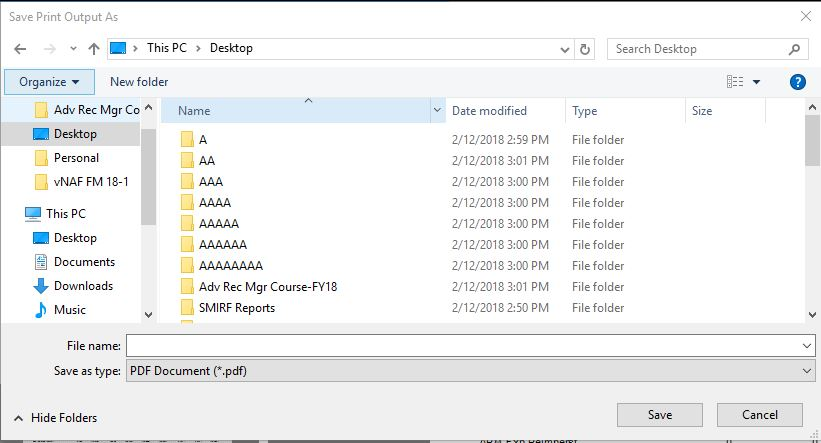 Save Print Output As
This PC > Desktop
Search Desktop
Organize
New folder
Name Date modified Type Size
Adv Rec Mgr Co
Desktop
Personal
vNAF FM 18-1
This PC
Desktop
Documents
Downloads
Music
A 2/12/2018 2:59 PM File folder
AA 2/12/2018 3:01 PM File folder
AAA 2/12/2018 3:00 PM File folder
AAAA 2/12/2018 3:00 PM File folder
AAAAA 2/12/2018 3:00 PM File folder
AAAAAA 2/12/2018 3:00 PM File folder
AAAAAAAA 2/12/2018 3:00 PM File folder
Adv Rec Mgr Course-FY18 2/12/2018 3:01 PM File folder
SMIRF Reports 2/12/2018 2:50 PM File folder
File name:
Save as type: PDF Document (*.pdf)
Hide Folders
Save
Cancel